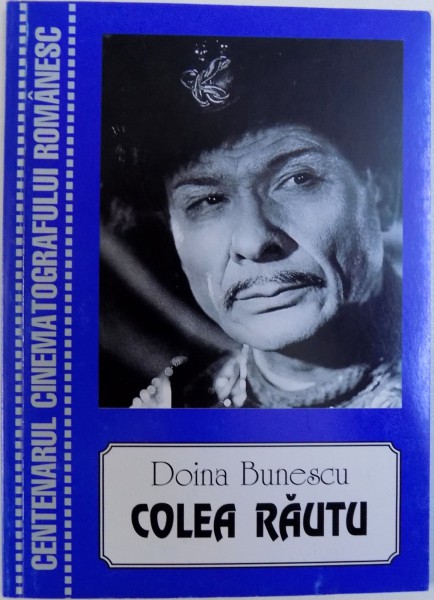 CENTENARUL CINEMATOGRAFULUI ROMÂNESC
Doina Bunescu
COLEA RĂUTU